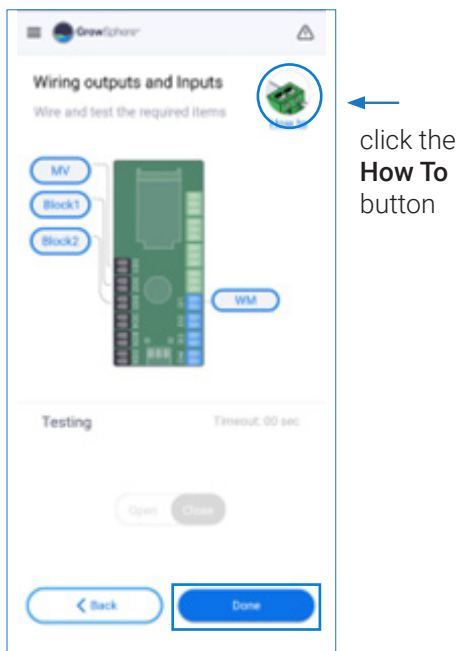 GrowSphere™
Wiring outputs and Inputs
Wire and test the required items
How to
MV
Block1
Block2
WM
Testing
Timeout: 00 sec
Open
Close
Back
Done
click the
How To
button